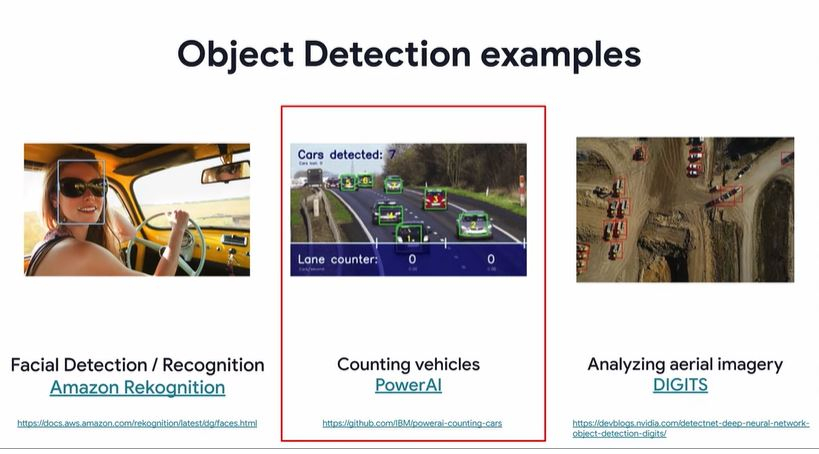 Object Detection examples
Cars detected: 7
Lane counter: 0 0
Facial Detection / Recognition
Amazon Rekognition
https://docs.aws.amazon.com/rekognition/latest/dg/faces.html
Counting vehicles
PowerAI
https://github.com/IBM/powerai-counting-cars
Analyzing aerial imagery
DIGITS
https://devblogs.nvidia.com/detectnet-deep-neural-network-
object-detection-digits/